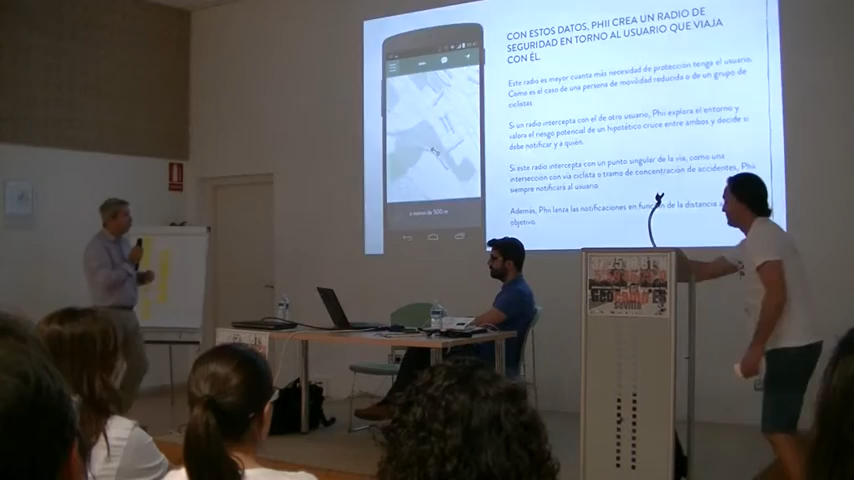 CON ESTOS DATOS, PHII CREA UN RADIO DE
SEGURIDAD EN TORNO AL USUARIO QUE VIAJA
CON ÉL.
Este radio es mayor cuanta más necesidad de protección tenga el usuario.
Como es el caso de una persona de movilidad reducida o de un grupo de
ciclistas.
Si un radio intercepta con el de otro usuario, Phii explora el entorno y
valora el riesgo potencial de un hipotético cruce entre ambos y decide si
debe notificar y a quién.
Si este radio intercepta con un punto singular de la vía, como una
intersección con vía ciclista o tramo de concentración de accidentes, Phii
siempre notificará al usuario.
Además, Phii lanza las notificaciones en función de la distancia
objetivo.
a menos de 500 m